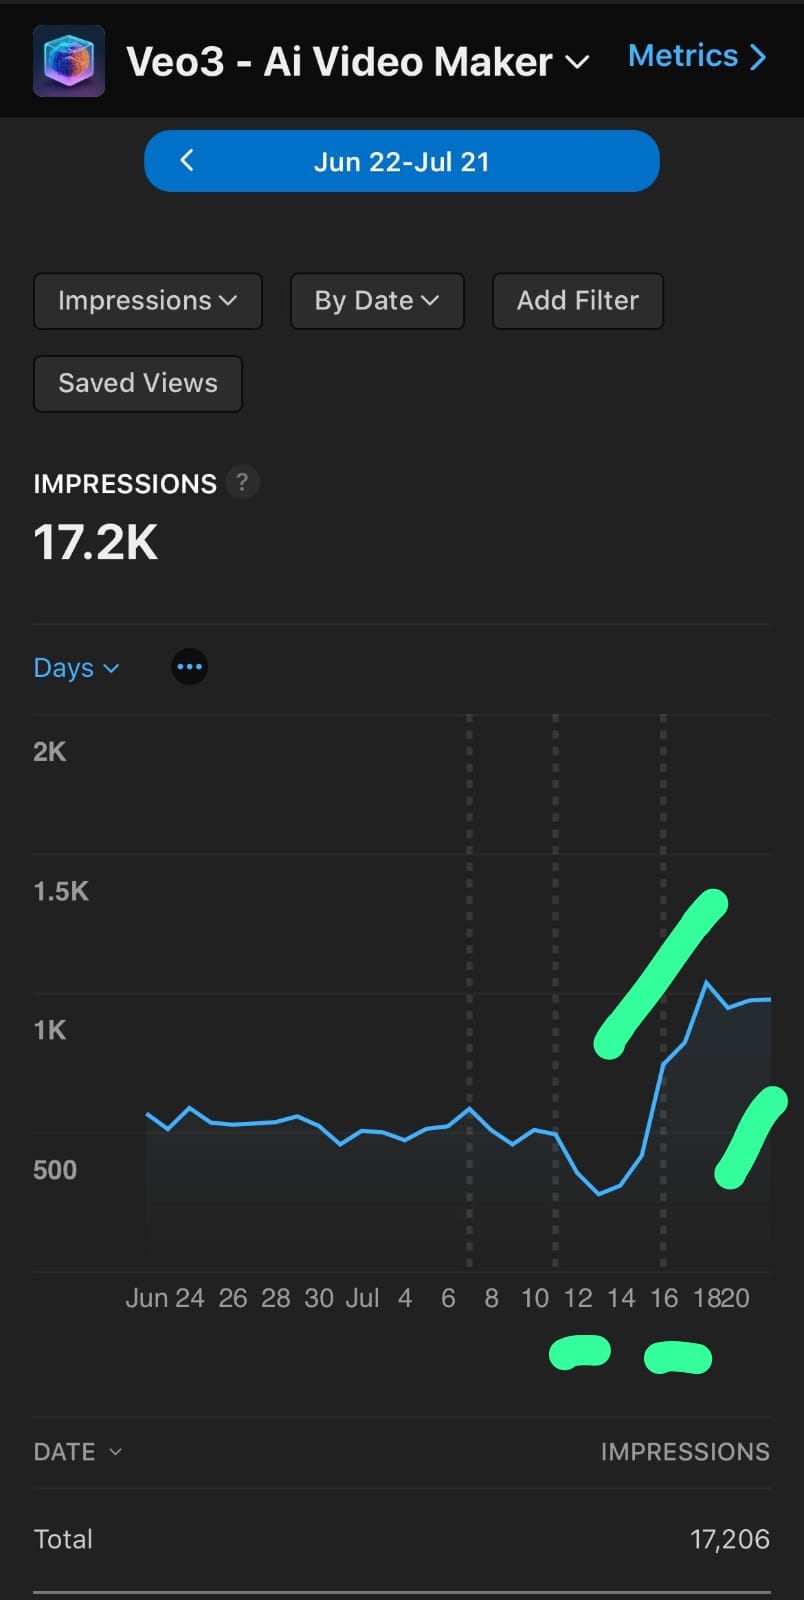 Veo3 - Ai Video Maker Metrics
Jun 22-Jul 21
Impressions By Date Add Filter
Saved Views
IMPRESSIONS ?
17.2K
Days
2K
1.5K
1K
500
Jun 24 26 28 30 Jul 4 6 8 10 12 14 16 18 20
DATE IMPRESSIONS
Total 17,206